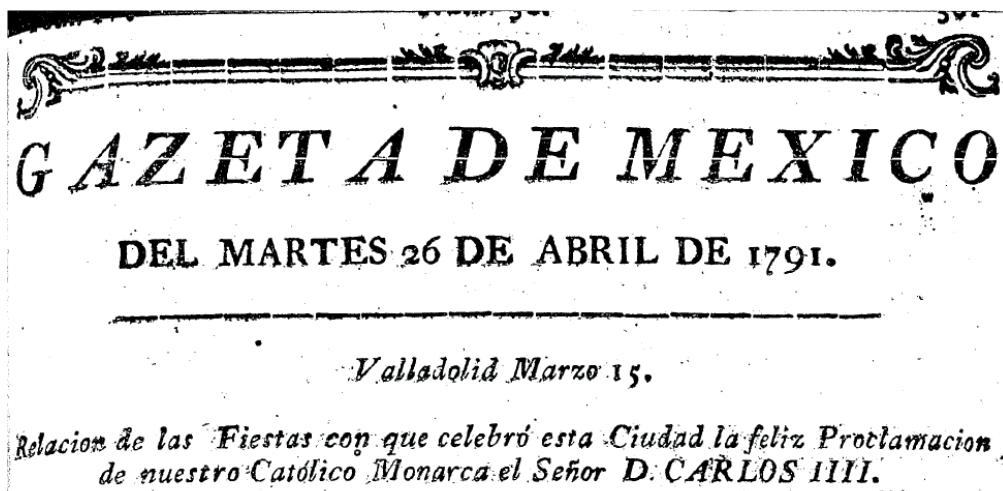 GAZETA DE MEXICO
DEL MARTES 26 DE ABRIL DE 1791.
Valladolid Marzo 15.
Relacion de las Fiestas con que celebró esta Ciudad la feliz Proclamacion
de nuestro Católico Monarca el Señor D. CARLOS IIII.